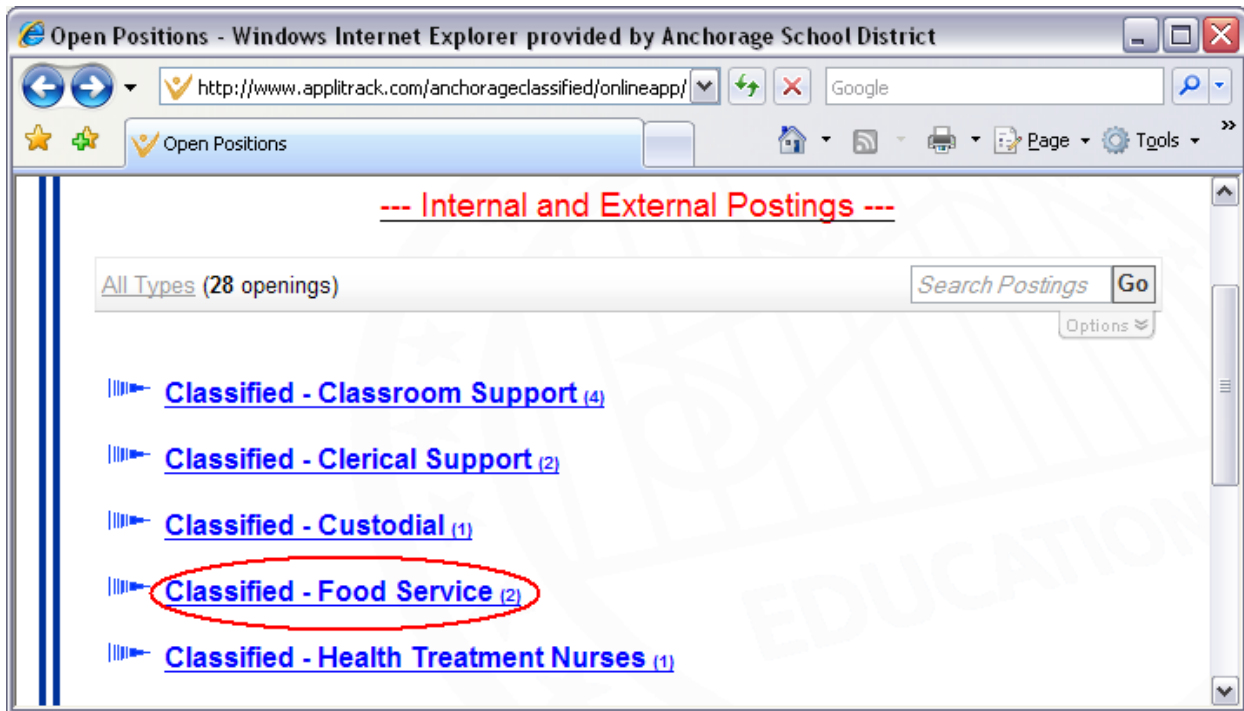 Open Positions - Windows Internet Explorer provided by Anchorage School District
http://www.applitrack.com/anchorageclassified/onlineapp/ Google
Open Positions Page Tools »
--- Internal and External Postings ---
All Types (28 openings) Search Postings Go
Options
Classified - Classroom Support (4)
Classified - Clerical Support (2)
Classified - Custodial (1)
Classified - Food Service (2)
Classified - Health Treatment Nurses (1)
EDUCATION